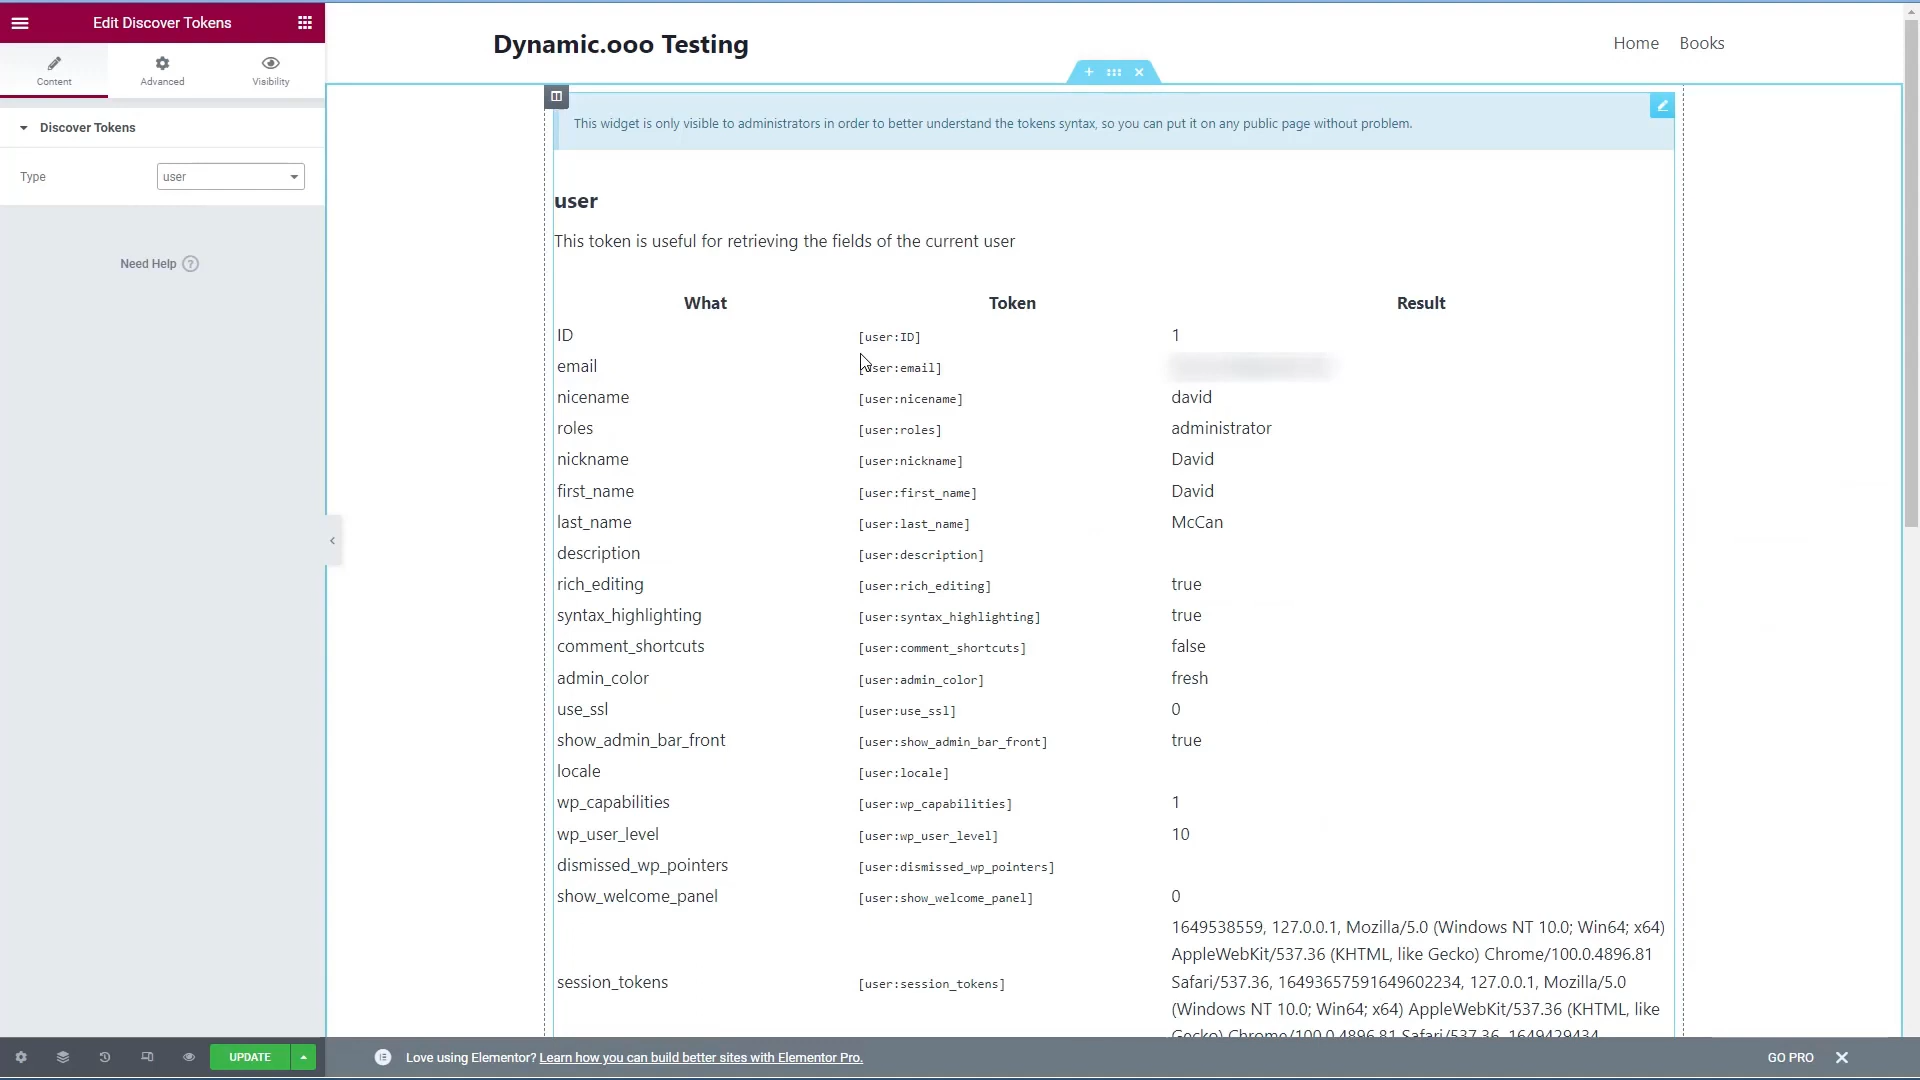 Edit Discover Tokens
Content
Advanced
Visibility
Discover Tokens
Type
user
Need Help ?
Dynamic.ooo Testing
Home Books
This widget is only visible to administrators in order to better understand the tokens syntax, so you can put it on any public page without problem.
user
This token is useful for retrieving the fields of the current user
What Token Result
ID [user:ID] 1
email [user:email]
nicename [user:nicename] david
roles [user:roles] administrator
nickname [user:nickname] David
first_name [user:first_name] David
last_name [user:last_name] McCan
description [user:description]
rich_editing [user:rich_editing] true
syntax_highlighting [user:syntax_highlighting] true
comment_shortcuts [user:comment_shortcuts] false
admin_color [user:admin_color] fresh
use_ssl [user:use_ssl] 0
show_admin_bar_front [user:show_admin_bar_front] true
locale [user:locale]
wp_capabilities [user:wp_capabilities] 1
wp_user_level [user:wp_user_level] 10
dismissed_wp_pointers [user:dismissed_wp_pointers]
show_welcome_panel [user:show_welcome_panel] 0
1649538559, 127.0.0.1, Mozilla/5.0 (Windows NT 10.0; Win64; x64)
AppleWebKit/537.36 (KHTML, like Gecko) Chrome/100.0.4896.81
session_tokens [user:session_tokens] Safari/537.36, 16493657591649602234, 127.0.0.1, Mozilla/5.0
(Windows NT 10.0; Win64; x64) AppleWebKit/537.36 (KHTML, like
Gecko) Chrome/100.0.4896.81 Safari/537.36, 1649429434
UPDATE
Love using Elementor? Learn how you can build better sites with Elementor Pro.
GO PRO